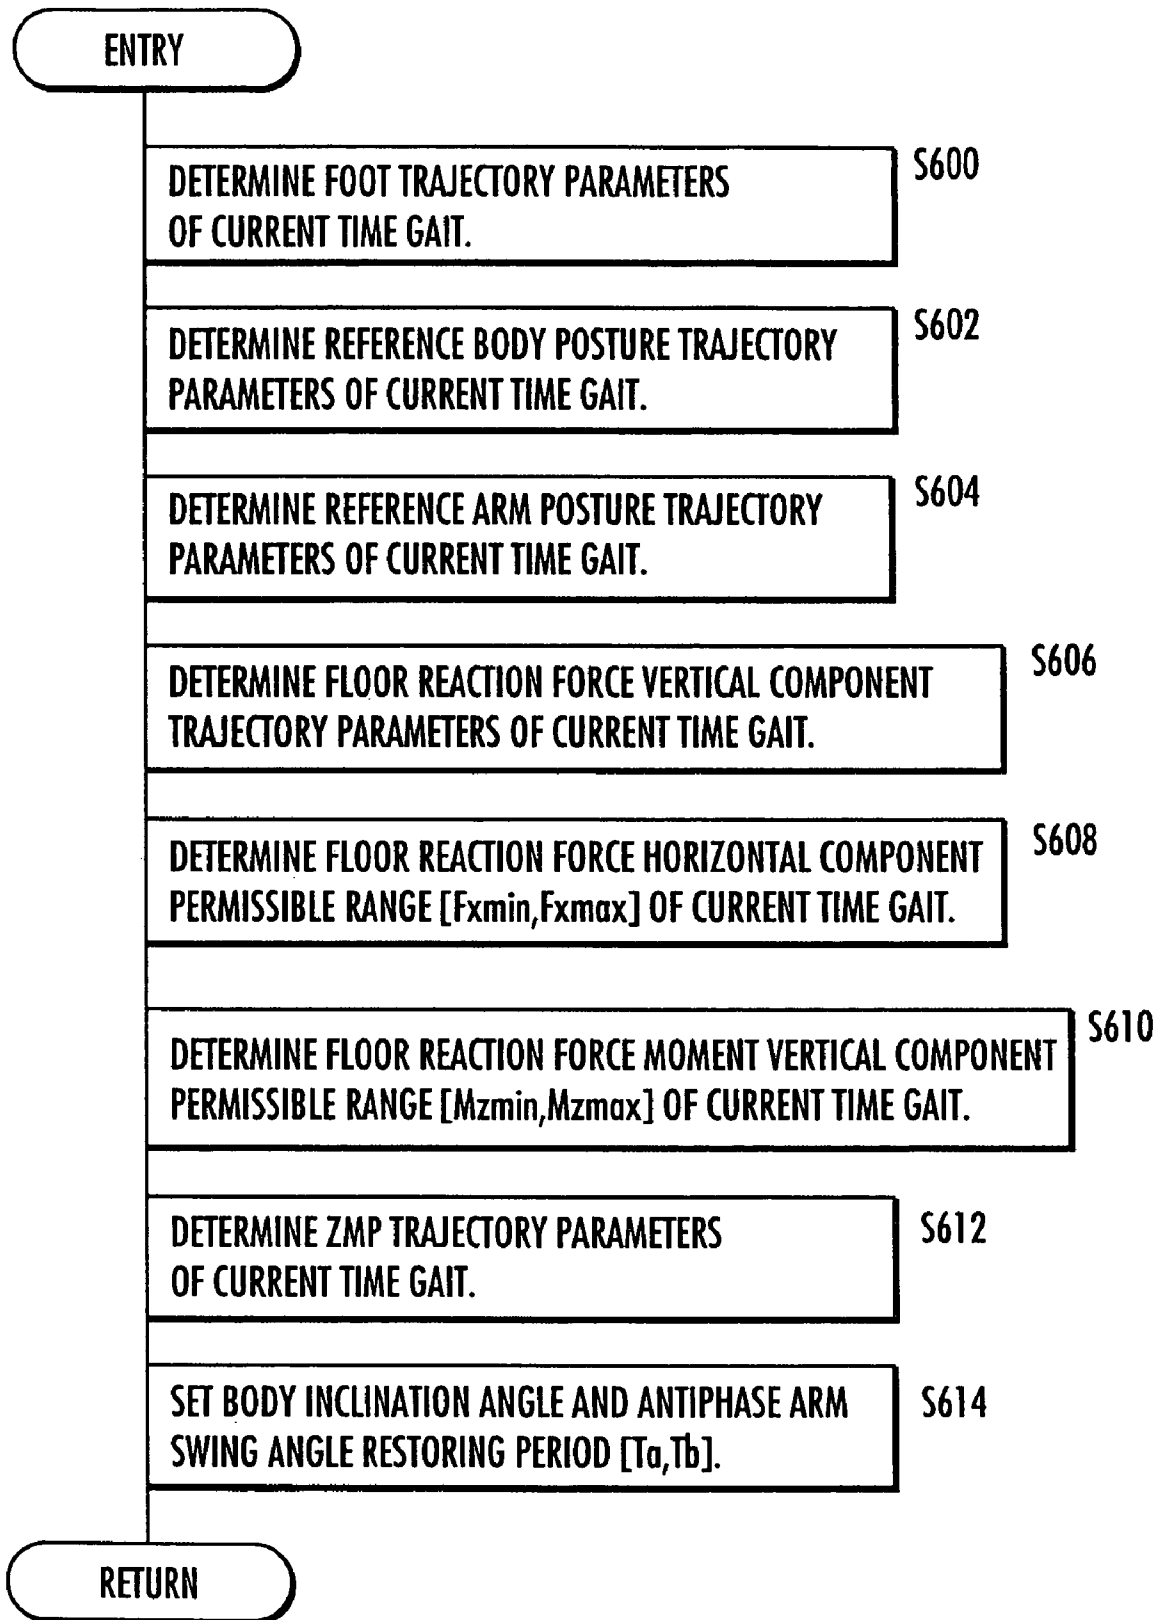 ENTRY
S600
DETERMINE FOOT TRAJECTORY PARAMETERS
OF CURRENT TIME GAIT.
S602
DETERMINE REFERENCE BODY POSTURE TRAJECTORY
PARAMETERS OF CURRENT TIME GAIT.
S604
DETERMINE REFERENCE ARM POSTURE TRAJECTORY
PARAMETERS OF CURRENT TIME GAIT.
S606
DETERMINE FLOOR REACTION FORCE VERTICAL COMPONENT
TRAJECTORY PARAMETERS OF CURRENT TIME GAIT.
S608
DETERMINE FLOOR REACTION FORCE HORIZONTAL COMPONENT
PERMISSIBLE RANGE [Fxmin,Fxmax] OF CURRENT TIME GAIT.
S610
DETERMINE FLOOR REACTION FORCE MOMENT VERTICAL COMPONENT
PERMISSIBLE RANGE [Mzmin,Mzmax] OF CURRENT TIME GAIT.
S612
DETERMINE ZMP TRAJECTORY PARAMETERS
OF CURRENT TIME GAIT.
S614
SET BODY INCLINATION ANGLE AND ANTIPHASE ARM
SWING ANGLE RESTORING PERIOD [Ta,Tb].
RETURN